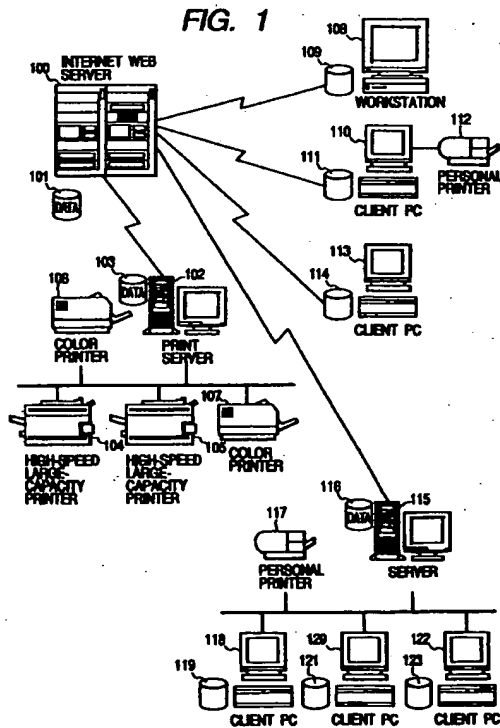 FIG. 1
100
INTERNET WEB
SERVER
101
DATA
108
109
WORKSTATION
110
111
112
CLIENT PC
PERSONAL
PRINTER
113
114
CLIENT PC
103
DATA
102
106
COLOR
PRINTER
PRINT
SERVER
104
105
107
HIGH-SPEED
LARGE-
CAPACITY
PRINTER
HIGH-SPEED
LARGE-
CAPACITY
PRINTER
COLOR
PRINTER
116
DATA
115
SERVER
117
PERSONAL
PRINTER
118
119
CLIENT PC
120
121
CLIENT PC
122
123
CLIENT PC